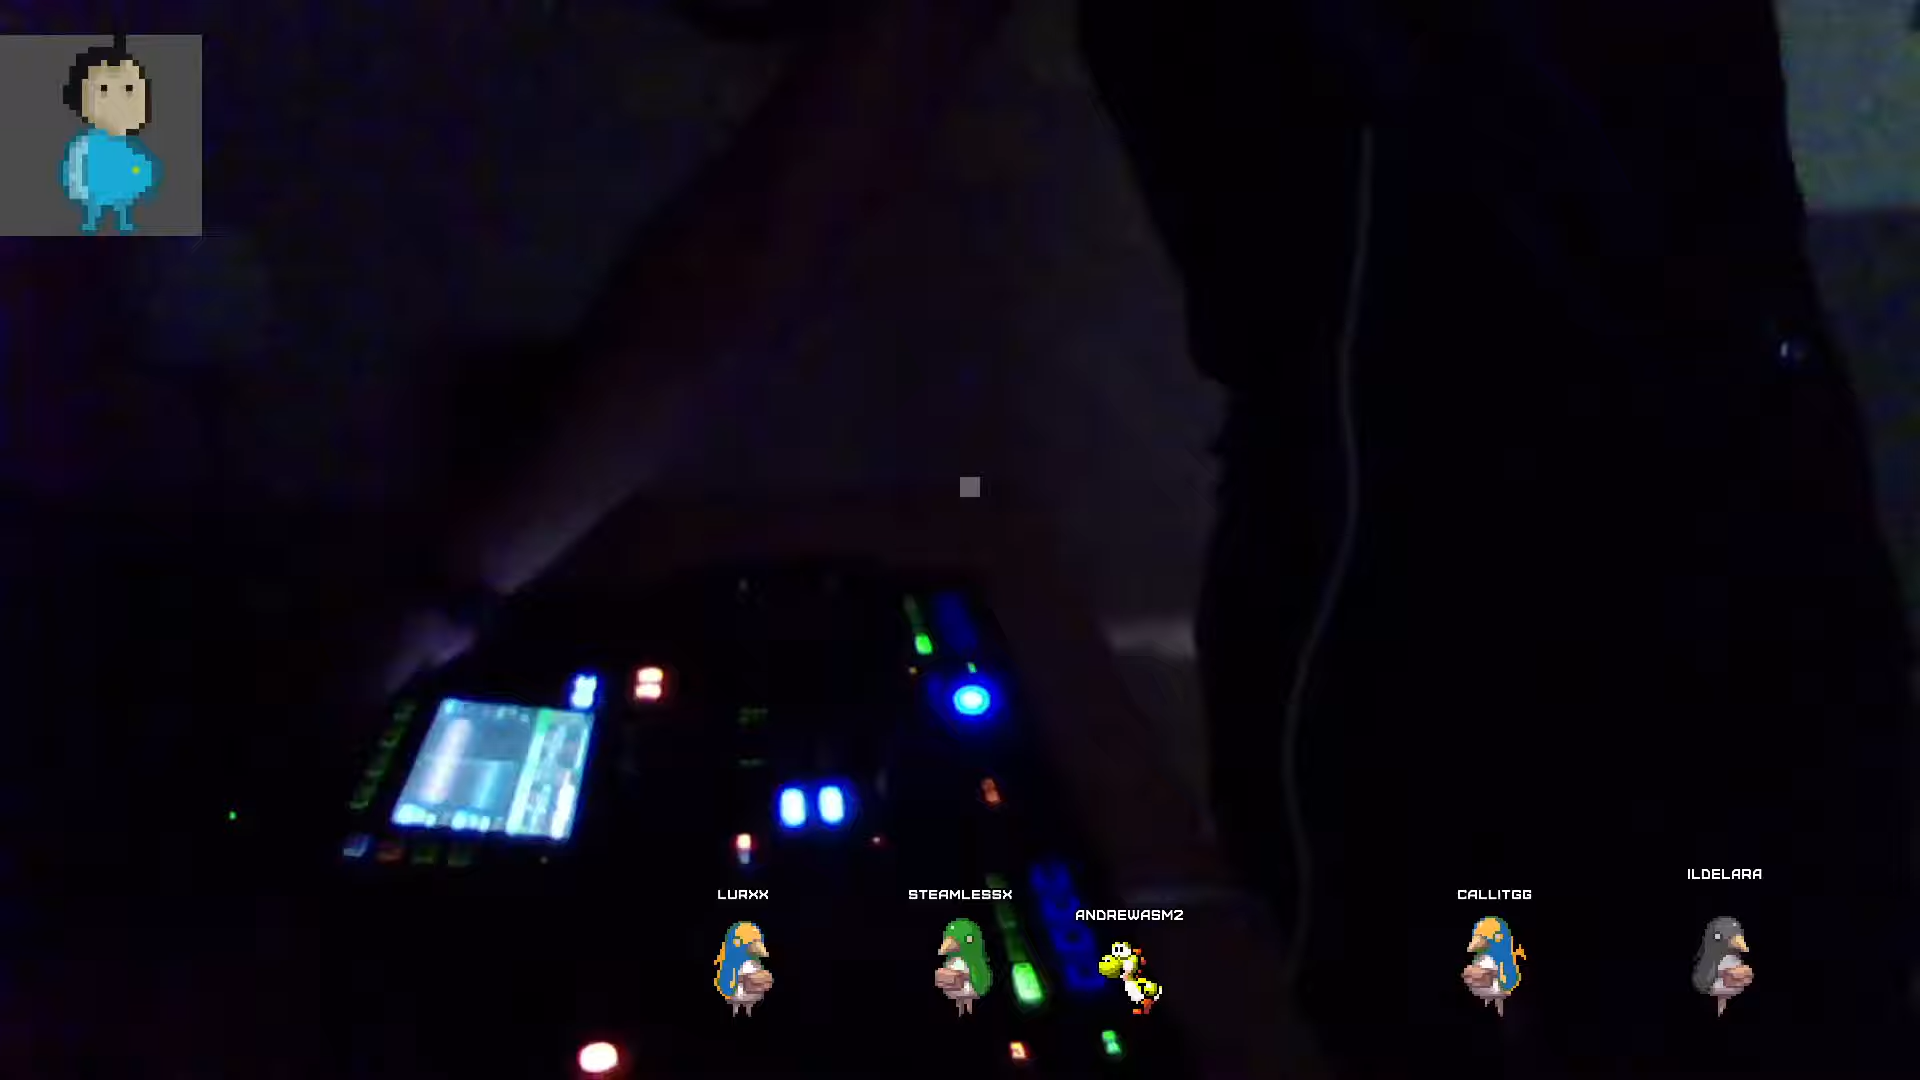 ILDELARA
LURXX
STEAMLESSX
CALLITGG
ANDREWASM2